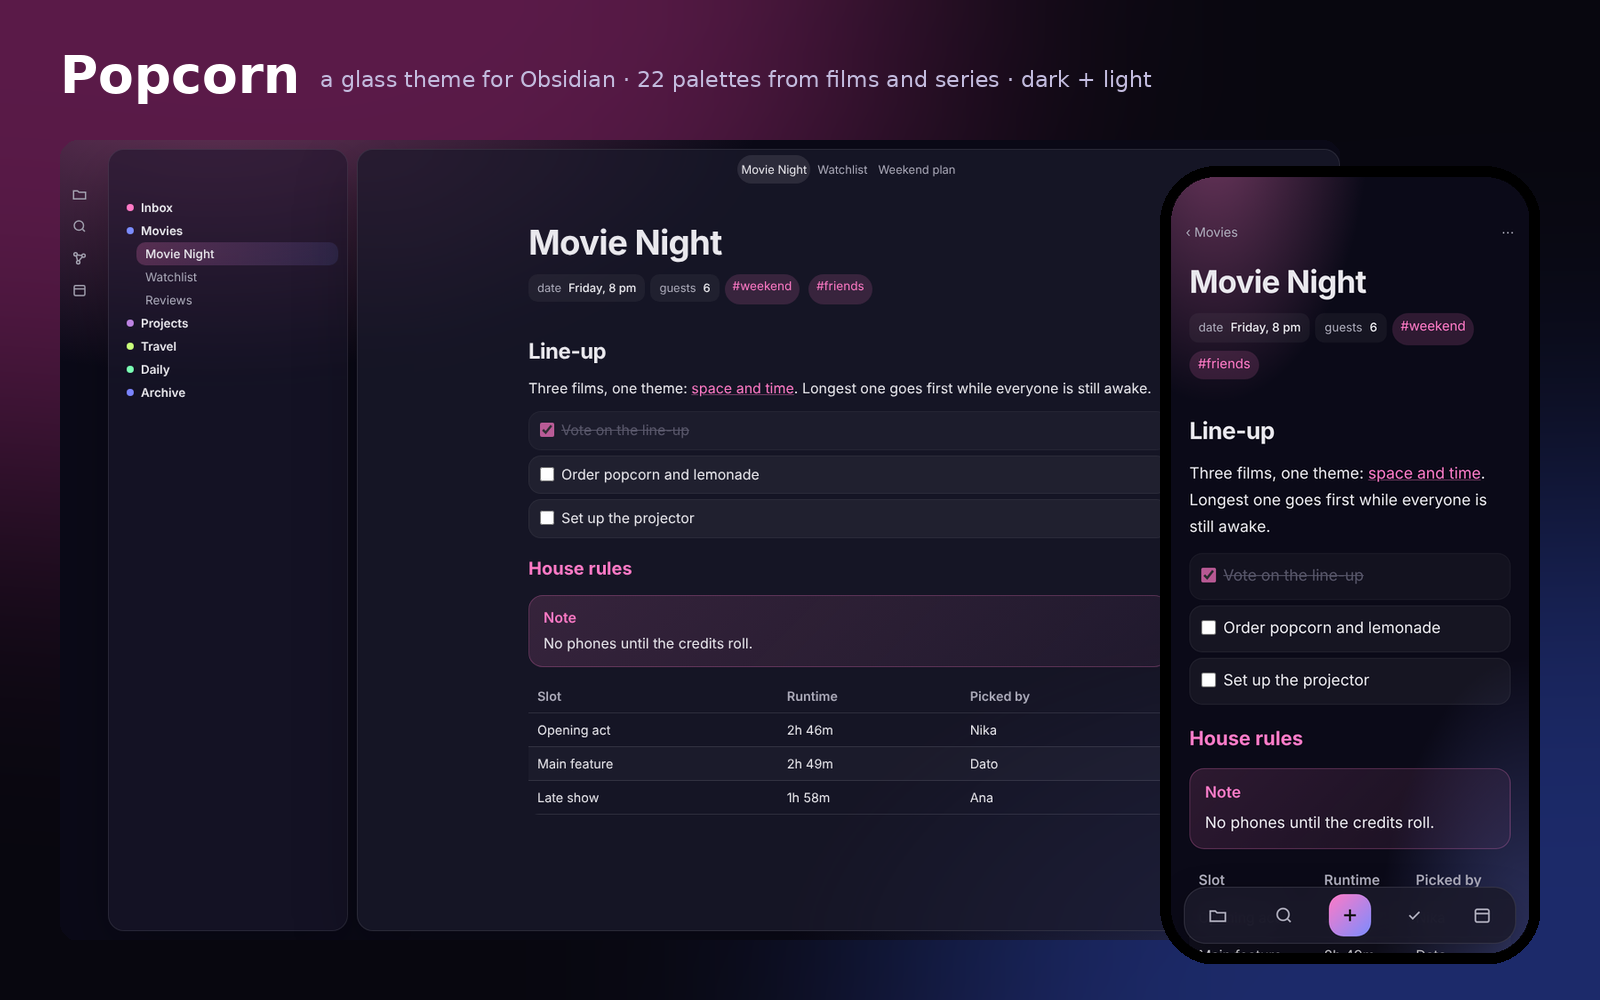 Popcorn a glass theme for Obsidian · 22 palettes from films and series · dark + light
Inbox
Movies
Movie Night
Watchlist
Reviews
Projects
Travel
Daily
Archive
Movie Night Watchlist Weekend plan
Movie Night
date Friday, 8 pm guests 6 #weekend #friends
Line-up
Three films, one theme: space and time. Longest one goes first while everyone is still awake.
Vote on the line-up
Order popcorn and lemonade
Set up the projector
House rules
Note
No phones until the credits roll.
Slot Runtime Picked by
Opening act 2h 46m Nika
Main feature 2h 49m Dato
Late show 1h 58m Ana
‹ Movies ···
Movie Night
date Friday, 8 pm guests 6 #weekend
#friends
Line-up
Three films, one theme: space and time.
Longest one goes first while everyone is
still awake.
Vote on the line-up
Order popcorn and lemonade
Set up the projector
House rules
Note
No phones until the credits roll.
Slot Runtime Picked by